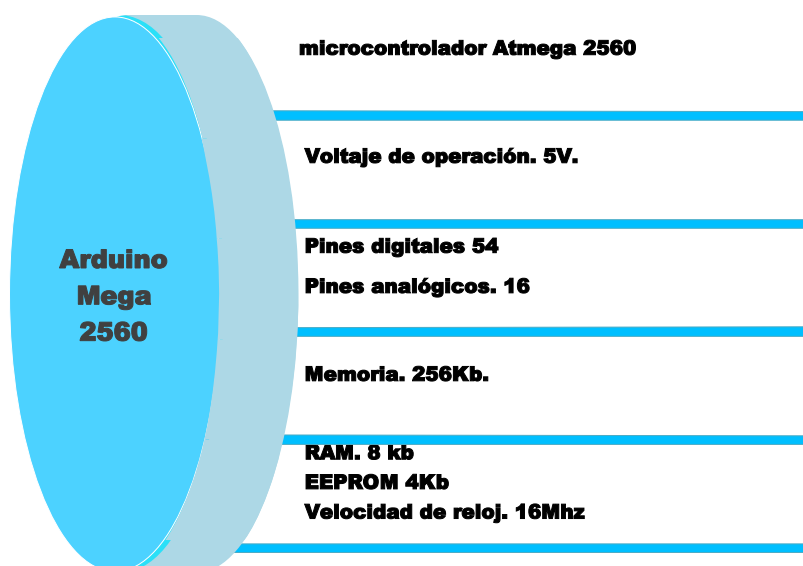 microcontrolador Atmega 2560
Voltaje de operación. 5V.
Arduino
Mega
2560
Pines digitales 54
Pines analógicos. 16
Memoria. 256Kb.
RAM. 8 kb
EEPROM 4Kb
Velocidad de reloj. 16Mhz